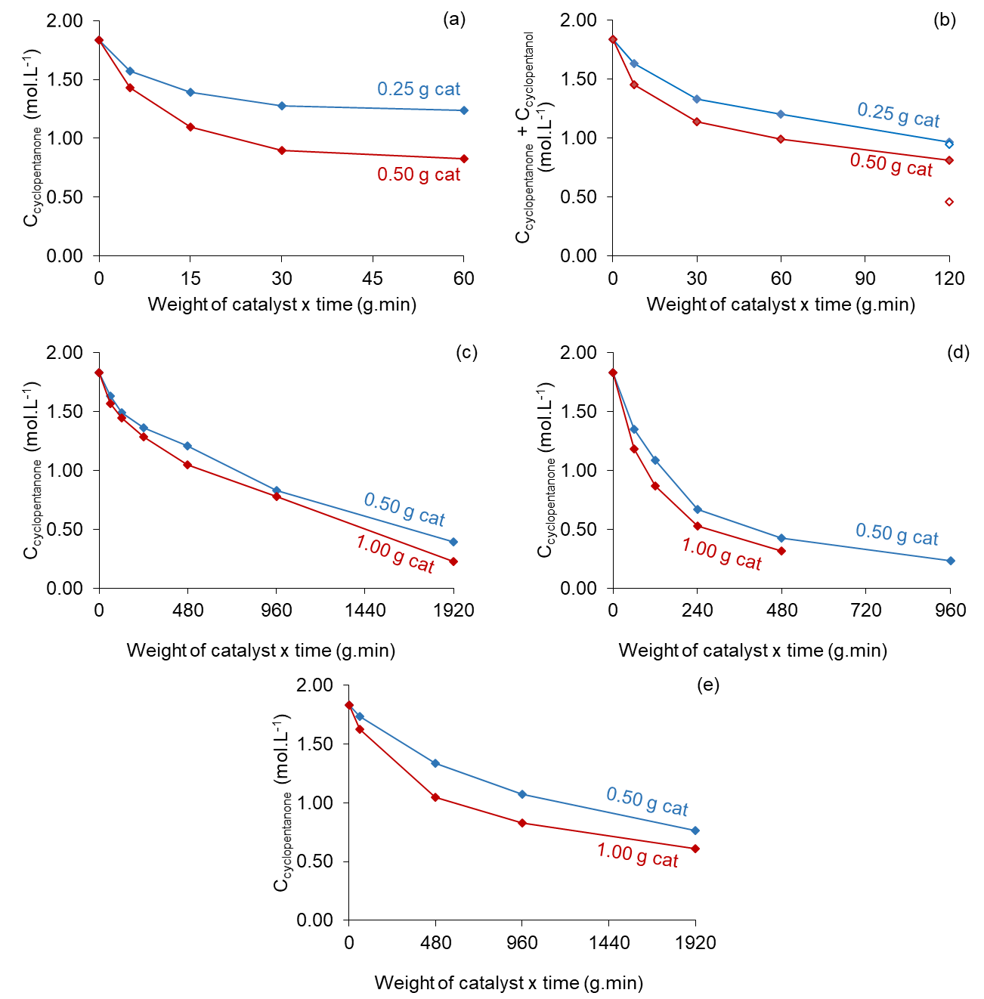 (a)
2.00
1.50
1.00
0.50
0.00
Ccyclopentanone (mol.L-1)
0.25 g cat
0.50 g cat
0 15 30 45 60
Weight of catalyst x time (g.min)
(b)
2.00
1.50
1.00
0.50
0.00
Ccyclopentanone + Ccyclopentanol
(mol.L-1)
0.25 g cat
0.50 g cat
0 30 60 90 120
Weight of catalyst x time (g.min)
(c)
2.00
1.50
1.00
0.50
0.00
Ccyclopentanone (mol.L-1)
0.50 g cat
1.00 g cat
0 480 960 1440 1920
Weight of catalyst x time (g.min)
(d)
2.00
1.50
1.00
0.50
0.00
Ccyclopentanone (mol.L-1)
0.50 g cat
1.00 g cat
0 240 480 720 960
Weight of catalyst x time (g.min)
(e)
2.00
1.50
1.00
0.50
0.00
Ccyclopentanone (mol.L-1)
0.50 g cat
1.00 g cat
0 480 960 1440 1920
Weight of catalyst x time (g.min)